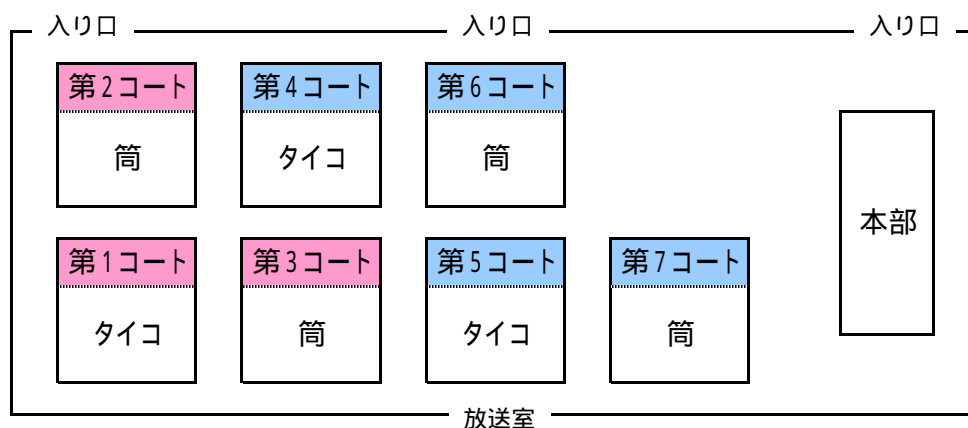 入り口 入り口 入り口
第2コート 第4コート 第6コート
筒 タイコ 筒
本部
第1コート 第3コート 第5コート 第7コート
タイコ 筒 タイコ 筒
放送室